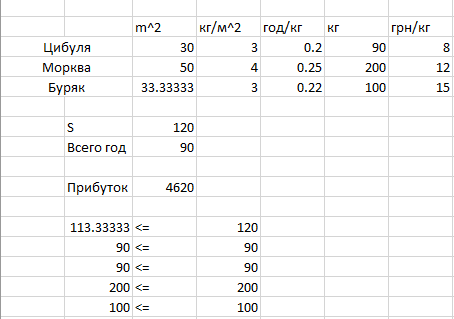 m^2 кг/м^2 год/кг кг грн/кг
Цибуля 30 3 0.2 90 8
Морква 50 4 0.25 200 12
Буряк 33.33333 3 0.22 100 15
S 120
Всего год 90
Прибуток 4620
113.33333 <= 120
90 <= 90
90 <= 90
200 <= 200
100 <= 100